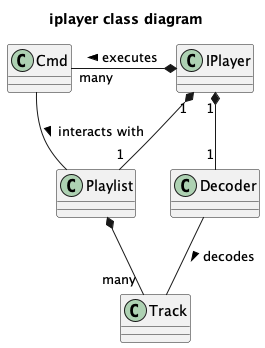 iplayer class diagram
C Cmd
executes
many
C IPlayer
1
1
interacts with
1
1
C Playlist
C Decoder
decodes
many
C Track